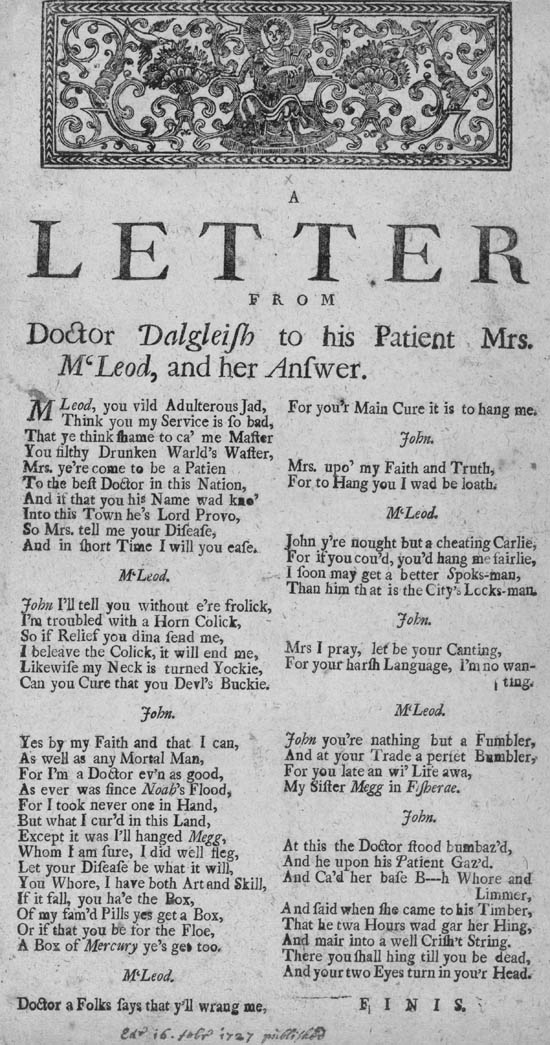 A
LETTER
FROM
Doctor Dalgleiſh to his Patient Mrs.
McLeod, and her Anſwer.
McLeod, you vild Adulterous Jad,
Think you my Service is ſo bad,
That ye think ſhame to ca' me Maſter
You filthy Drunken Warld's Waſter,
Mrs. ye're come to be a Patien
To the beſt Doctor in this Nation,
And if that you his Name wad kno'
Into this Town he's Lord Provo,
So Mrs. tell me your Diſeaſe,
And in ſhort Time I will you eaſe.
McLeod.
John I'll tell you without e're frolick,
I'm troubled with a Horn Colick,
So if Relief you dina ſend me,
I beleave the Colick, it will end me,
Likewiſe my Neck is turned Yockie,
Can you Cure that you Devl's Buckie.
John.
Yes by my Faith and that I can,
As well as any Mortal Man,
For I'm a Doctor ev'n as good,
As ever was ſince Noah's Flood,
For I took never one in Hand,
But what I cur'd in this Land,
Except it was I'll hanged Megg,
Whom I am ſure, I did well fleg,
Let your Diſeaſe be what it will,
You Whore, I have both Art and Skill,
If it fall, you ha'e the Box,
Of my fam'd Pills yes get a Box,
Or if that you be for the Floe,
A Box of Mercury ye's get too.
McLeod.
Doctor a Folks ſays that y'll wrang me,
For you'r Main Cure it is to hang me.
John.
Mrs. upo' my Faith and Truth,
For to Hang you I wad be loath.
McLeod.
John y're nought but a cheating Carlie,
For if you cou'd, you'd hang me fairlie,
I ſoon may get a better Spoks-man,
Than him that is the City's Locks-man.
John.
Mrs I pray, let be your Canting,
For your harſh Language, I'm no wan-
ting.
McLeod.
John you're nathing but a Fumbler,
And at your Trade a perfet Bumbler,
For you late an wi' Life awa,
My Siſter Megg in Fiſherae.
John.
At this the Doctor ſtood bumbaz'd,
And he upon his Patient Gaz'd.
And Ca'd her baſe B---h Whore and
Limmer,
And ſaid when ſhe came to his Timber,
That he twa Hours wad gar her Hing,
And mair into a well Criſh't String.
There you ſhall hing till you be dead,
And your two Eyes turn in you'r Head.
FINIS.
Edr 16. 1727 published